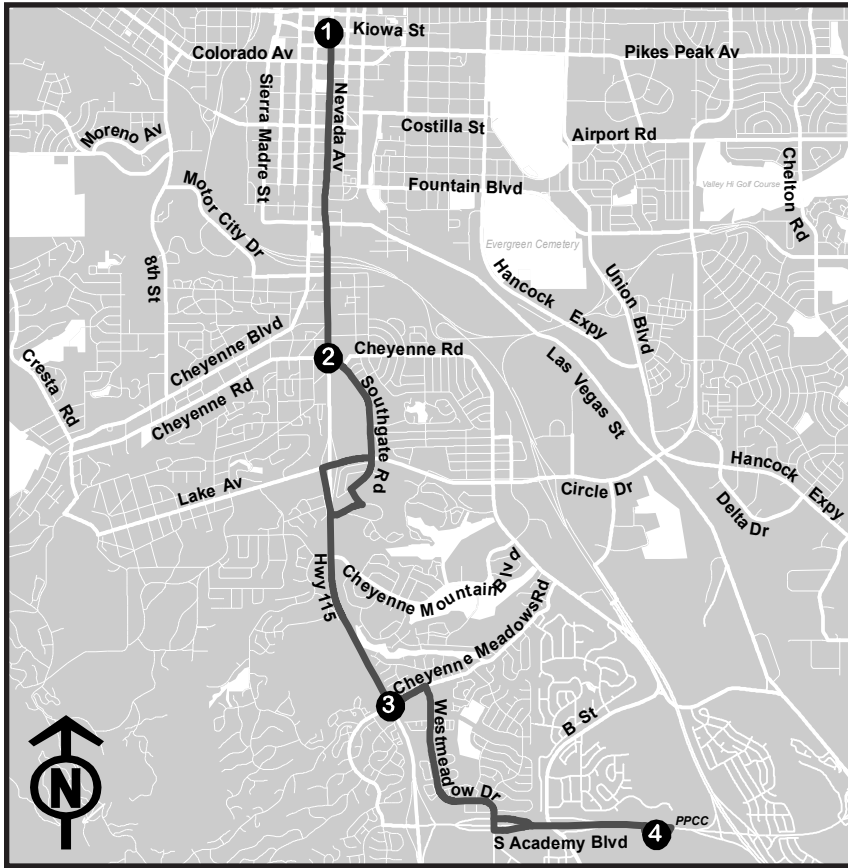 1
Kiowa St
Colorado Av
Pikes Peak Av
Sierra Madre St
Nevada Av
Costilla St
Airport Rd
Moreno Av
Chelton Rd
Fountain Blvd
Valley Hi Golf Course
Motor City Dr
8th St
Evergreen Cemetery
Hancock Expy
Union Blvd
Cheyenne Blvd
2
Cheyenne Rd
Cresta Rd
Cheyenne Rd
Southgate Rd
Las Vegas St
Lake Av
Circle Dr
Hancock Expy
Delta Dr
Hwy 115
Cheyenne Mountain Blvd
Cheyenne Meadows Rd
3
Westmeadow Dr
B St
N
PPCC
4
S Academy Blvd